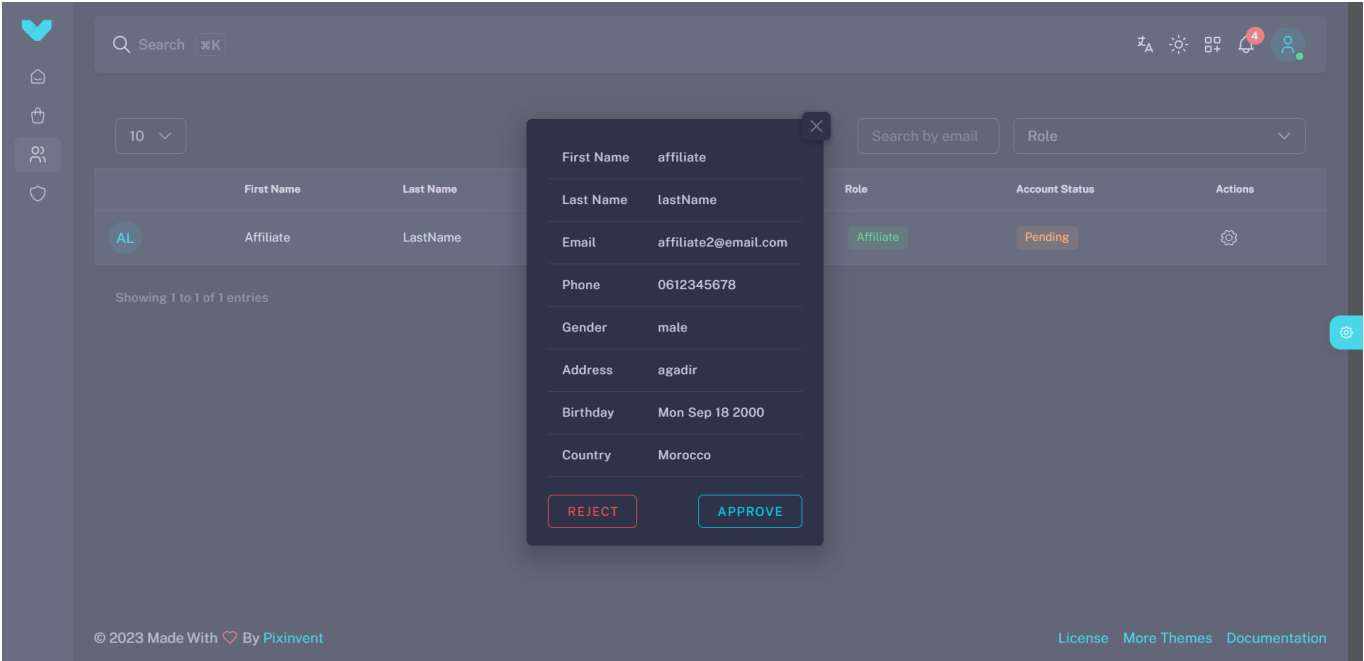 Search ⌘K
4
10
Search by email
Role
First Name Last Name Role Account Status Actions
AL Affiliate LastName Affiliate Pending
Showing 1 to 1 of 1 entries
First Name affiliate
Last Name lastName
Email affiliate2@email.com
Phone 0612345678
Gender male
Address agadir
Birthday Mon Sep 18 2000
Country Morocco
REJECT APPROVE
© 2023 Made With ♡ By Pixinvent
License More Themes Documentation